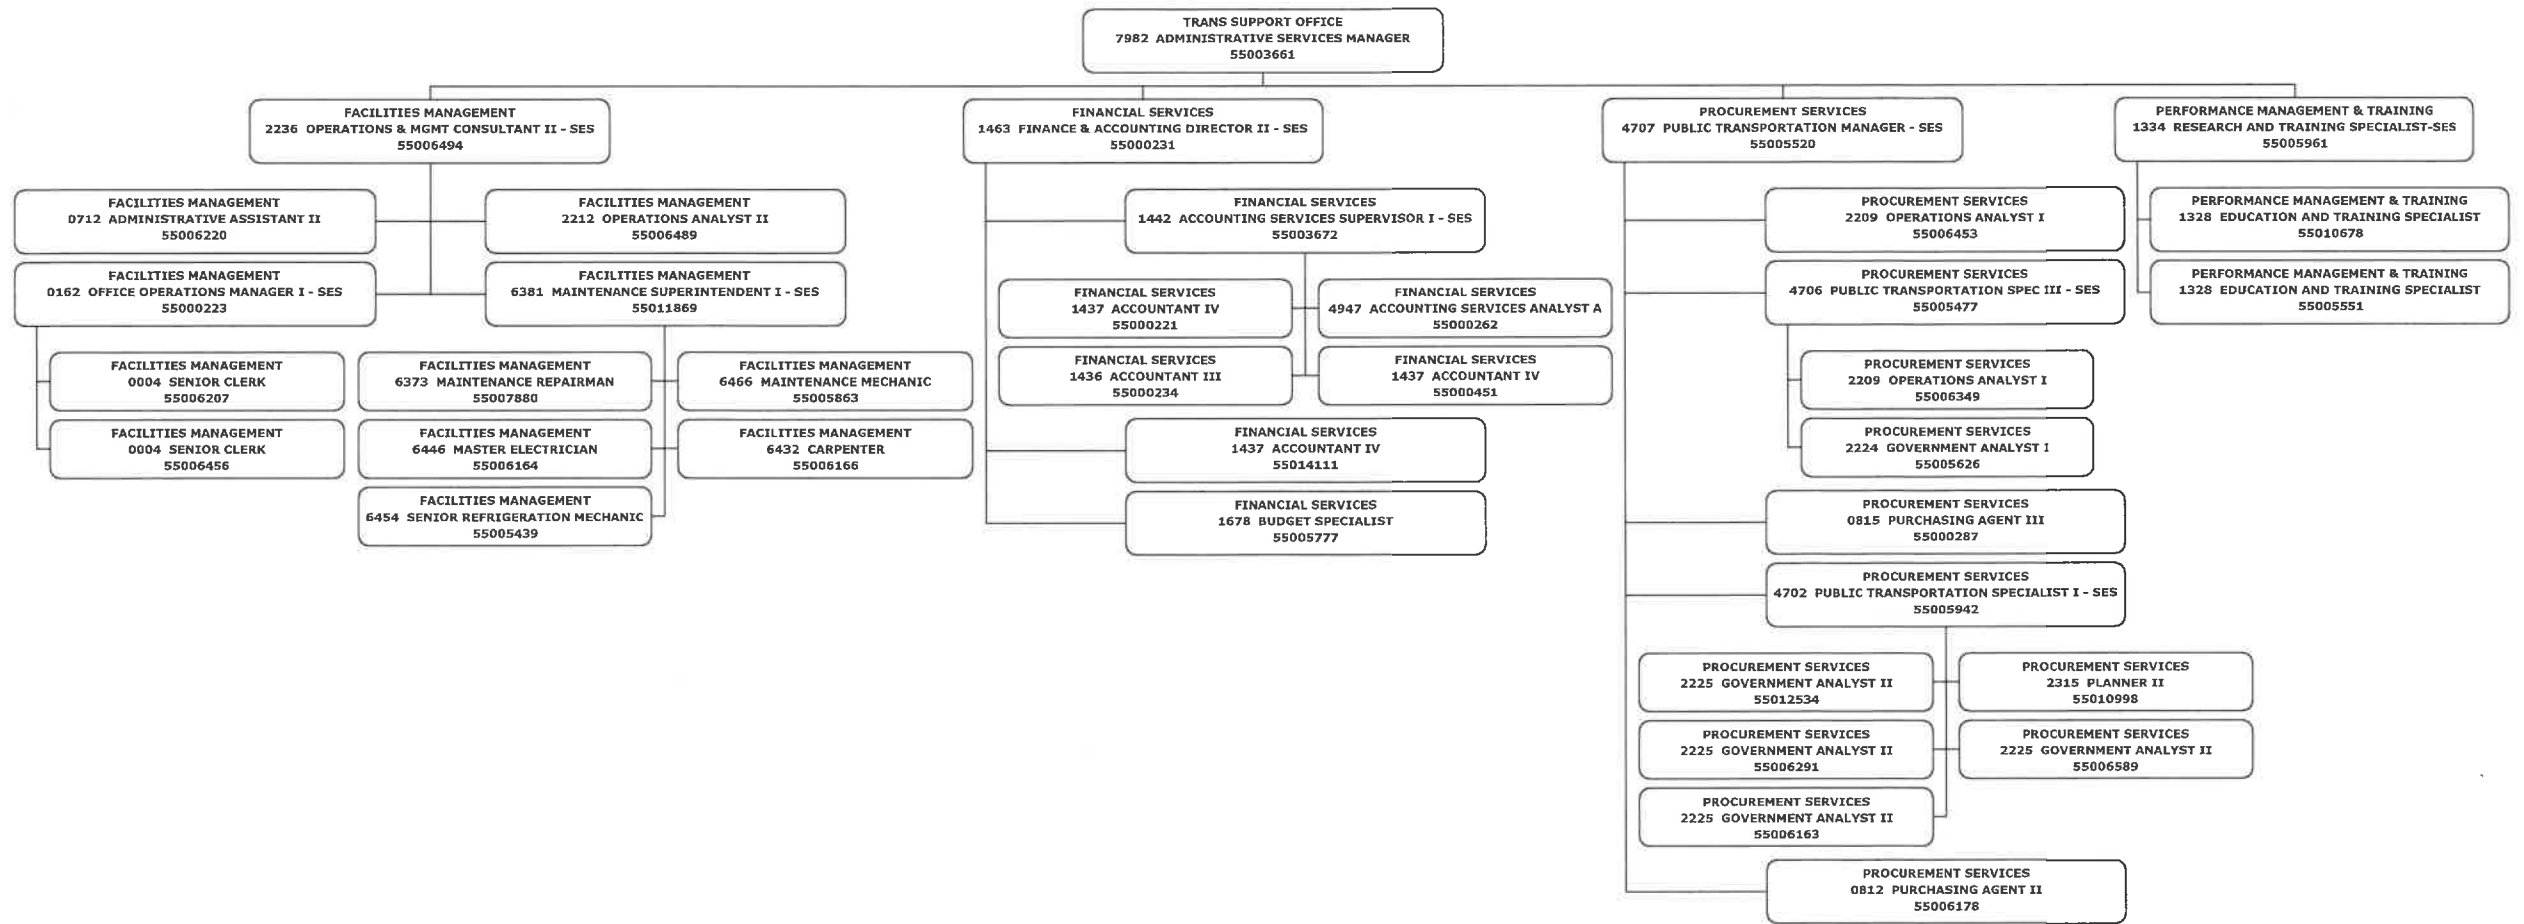 TRANS SUPPORT OFFICE
7982 ADMINISTRATIVE SERVICES MANAGER
55003661
FACILITIES MANAGEMENT
2236 OPERATIONS & MGMT CONSULTANT II - SES
55006494
FACILITIES MANAGEMENT
0712 ADMINISTRATIVE ASSISTANT II
55006220
FACILITIES MANAGEMENT
2212 OPERATIONS ANALYST II
55006489
FACILITIES MANAGEMENT
0162 OFFICE OPERATIONS MANAGER I - SES
55000223
FACILITIES MANAGEMENT
6381 MAINTENANCE SUPERINTENDENT I - SES
55011869
FACILITIES MANAGEMENT
0004 SENIOR CLERK
55006207
FACILITIES MANAGEMENT
0004 SENIOR CLERK
55006456
FACILITIES MANAGEMENT
6373 MAINTENANCE REPAIRMAN
55007880
FACILITIES MANAGEMENT
6466 MAINTENANCE MECHANIC
55005863
FACILITIES MANAGEMENT
6446 MASTER ELECTRICIAN
55006164
FACILITIES MANAGEMENT
6432 CARPENTER
55006166
FACILITIES MANAGEMENT
6454 SENIOR REFRIGERATION MECHANIC
55005439
FINANCIAL SERVICES
1463 FINANCE & ACCOUNTING DIRECTOR II - SES
55000231
FINANCIAL SERVICES
1442 ACCOUNTING SERVICES SUPERVISOR I - SES
55003672
FINANCIAL SERVICES
1437 ACCOUNTANT IV
55000221
FINANCIAL SERVICES
4947 ACCOUNTING SERVICES ANALYST A
55000262
FINANCIAL SERVICES
1436 ACCOUNTANT III
55000234
FINANCIAL SERVICES
1437 ACCOUNTANT IV
55000451
FINANCIAL SERVICES
1437 ACCOUNTANT IV
55014111
FINANCIAL SERVICES
1678 BUDGET SPECIALIST
55005777
PROCUREMENT SERVICES
4707 PUBLIC TRANSPORTATION MANAGER - SES
55005520
PROCUREMENT SERVICES
2209 OPERATIONS ANALYST I
55006453
PROCUREMENT SERVICES
4706 PUBLIC TRANSPORTATION SPEC III - SES
55005477
PROCUREMENT SERVICES
2209 OPERATIONS ANALYST I
55006349
PROCUREMENT SERVICES
2224 GOVERNMENT ANALYST I
55005626
PROCUREMENT SERVICES
0815 PURCHASING AGENT III
55000287
PROCUREMENT SERVICES
4702 PUBLIC TRANSPORTATION SPECIALIST I - SES
55005942
PROCUREMENT SERVICES
2225 GOVERNMENT ANALYST II
55012534
PROCUREMENT SERVICES
2315 PLANNER II
55010998
PROCUREMENT SERVICES
2225 GOVERNMENT ANALYST II
55006291
PROCUREMENT SERVICES
2225 GOVERNMENT ANALYST II
55006589
PROCUREMENT SERVICES
2225 GOVERNMENT ANALYST II
55006163
PROCUREMENT SERVICES
0812 PURCHASING AGENT II
55006178
PERFORMANCE MANAGEMENT & TRAINING
1334 RESEARCH AND TRAINING SPECIALIST-SES
55005961
PERFORMANCE MANAGEMENT & TRAINING
1328 EDUCATION AND TRAINING SPECIALIST
55010678
PERFORMANCE MANAGEMENT & TRAINING
1328 EDUCATION AND TRAINING SPECIALIST
55005551